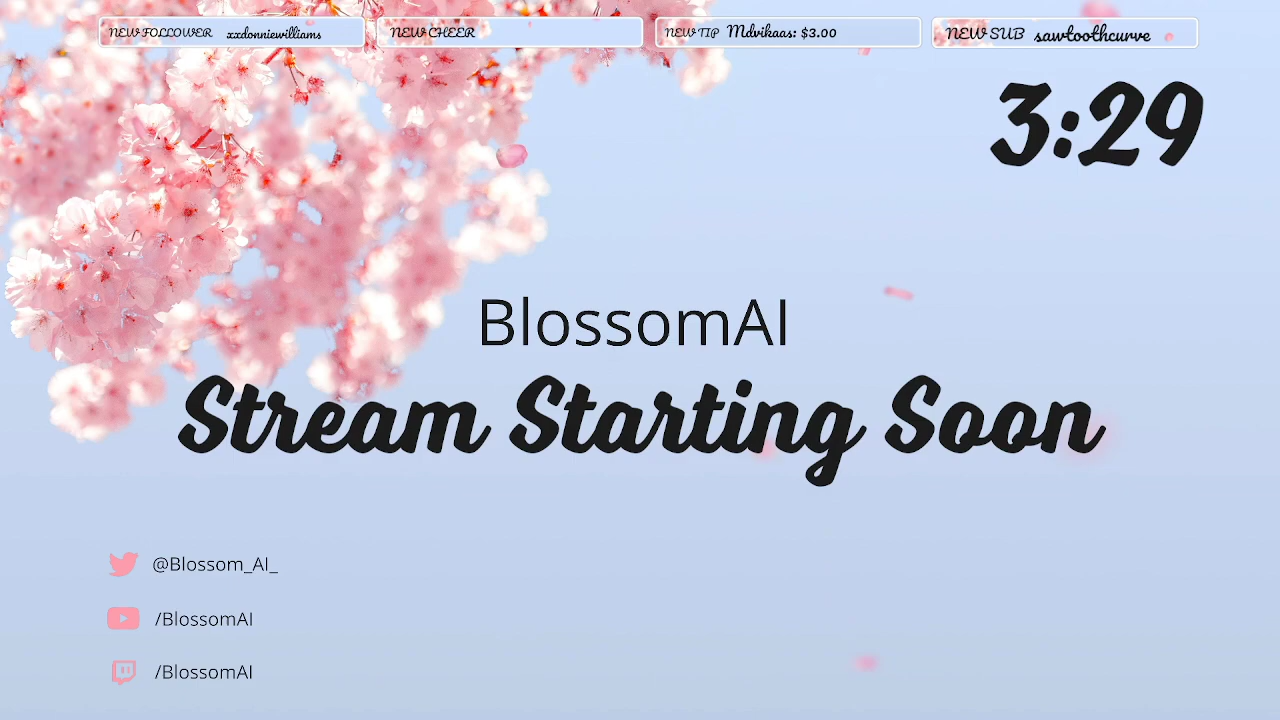 NEW FOLLOWER xxdonniewilliams
NEW CHEER
NEW TIP Mdvrikaas: $3.00
NEW SUB sawtoothcurve
3:29
BlossomAI
Stream Starting Soon
@Blossom_AI_
/BlossomAI
/BlossomAI